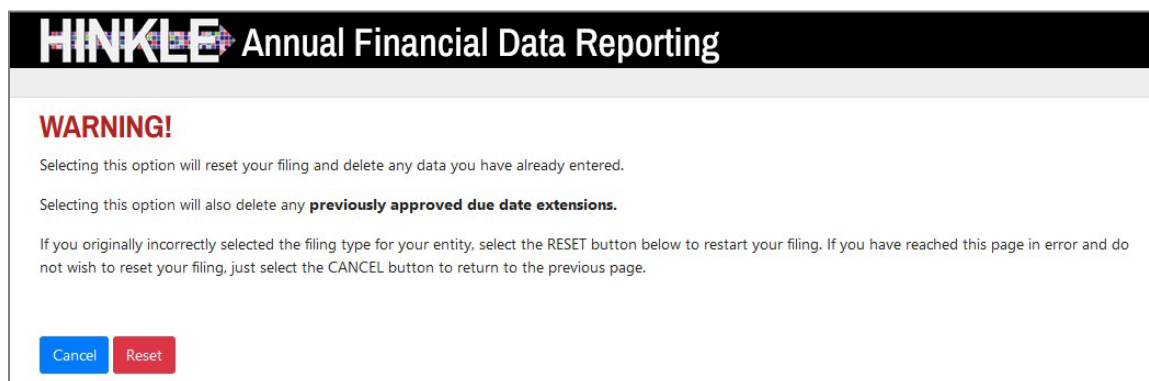 HINKLE Annual Financial Data Reporting
WARNING!
Selecting this option will reset your filing and delete any data you have already entered.
Selecting this option will also delete any previously approved due date extensions.
If you originally incorrectly selected the filing type for your entity, select the RESET button below to restart your filing. If you have reached this page in error and do
not wish to reset your filing, just select the CANCEL button to return to the previous page.
Cancel Reset